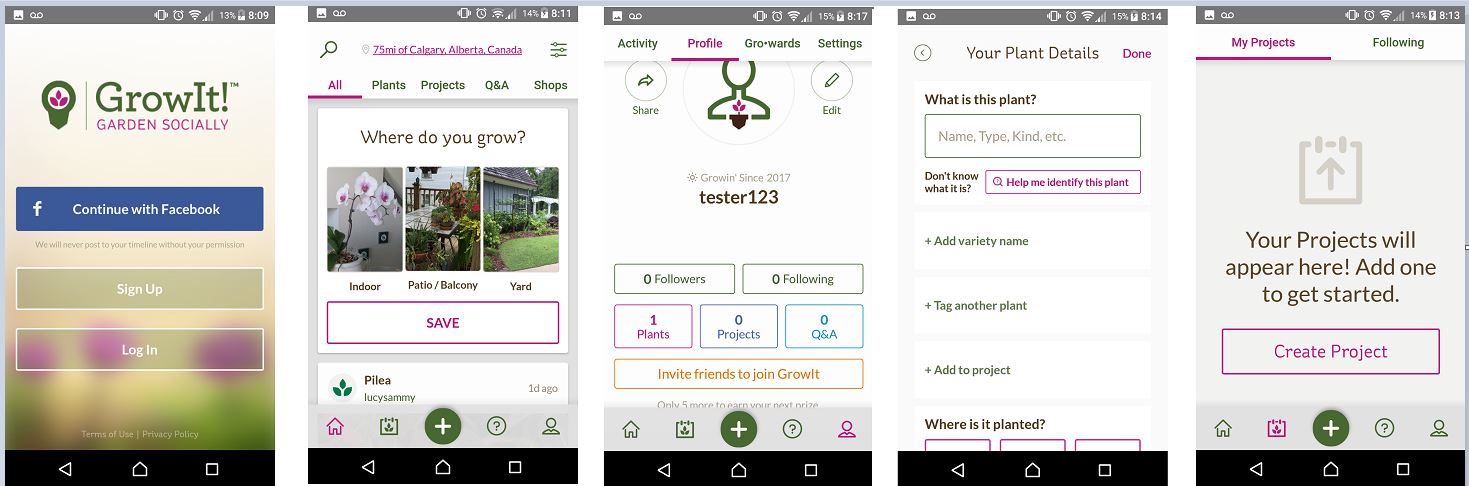 13% 8:09
GrowIt!™
GARDEN SOCIALLY
f Continue with Facebook
We will never post to your timeline without your permission
Sign Up
Log In
Terms of Use | Privacy Policy
14% 8:11
75mi of Calgary, Alberta, Canada
All Plants Projects Q&A Shops
Where do you grow?
Indoor Patio / Balcony Yard
SAVE
Pilea
lucysammy
1d ago
15% 8:17
Activity Profile Gro•wards Settings
Share Edit
Growin' Since 2017
tester123
0 Followers 0 Following
1 0 0
Plants Projects Q&A
Invite friends to join GrowIt
Only 5 more to earn your next prize
15% 8:14
Your Plant Details Done
What is this plant?
Name, Type, Kind, etc.
Don't know
what it is?
Help me identify this plant
+ Add variety name
+ Tag another plant
+ Add to project
Where is it planted?
14% 8:13
My Projects Following
Your Projects will
appear here! Add one
to get started.
Create Project